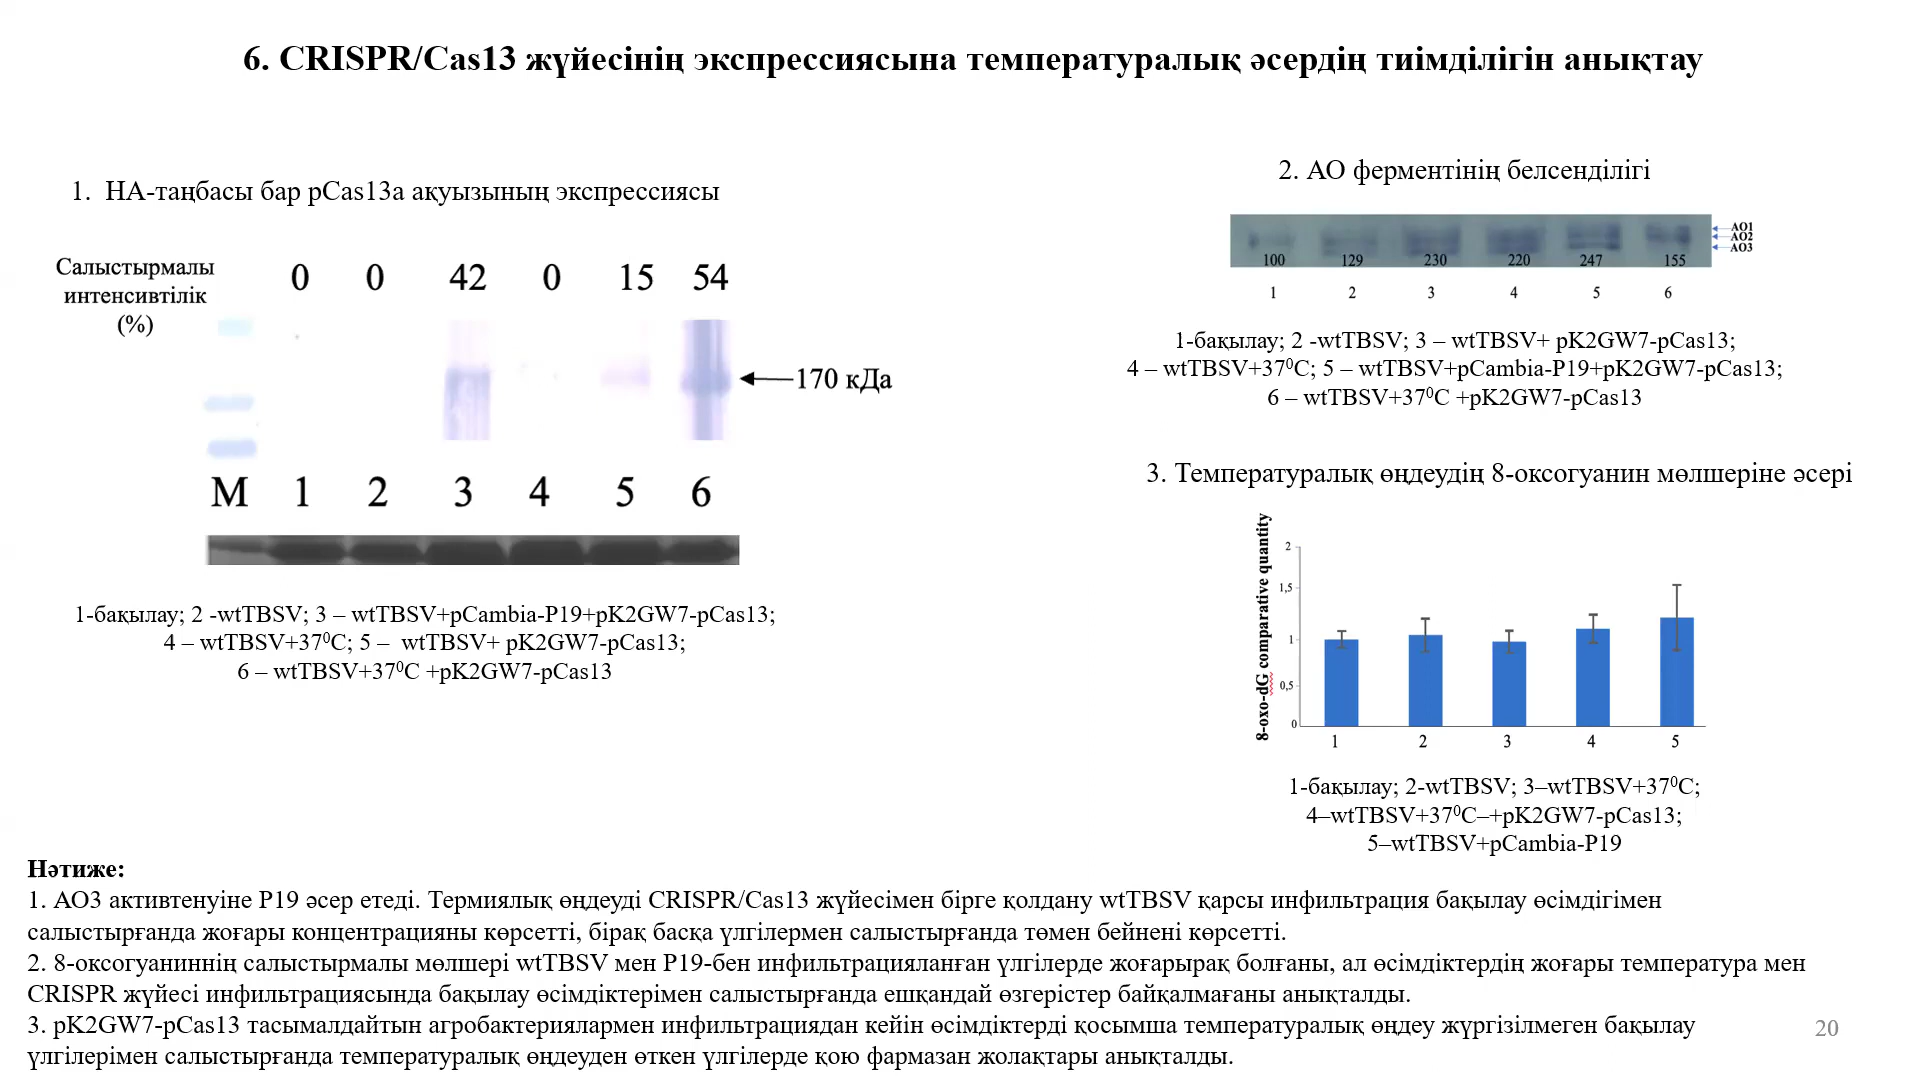 6. CRISPR/Cas13 жүйесінің экспрессиясына температуралық әсердің тиімділігін анықтау
1. НА-таңбасы бар pCas13a ақуызының экспрессиясы
Салыстырмалы
интенсивтілік
(%)
0 0 42 0 15 54
170 кДа
M 1 2 3 4 5 6
1-бақылау; 2 -wtTBSV; 3 – wtTBSV+pCambia-P19+pK2GW7-pCas13;
4 – wtTBSV+37⁰C; 5 – wtTBSV+ pK2GW7-pCas13;
6 – wtTBSV+37⁰C +pK2GW7-pCas13
2. АО ферментінің белсенділігі
AO1
AO2
AO3
100 129 230 220 247 155
1 2 3 4 5 6
1-бақылау; 2 -wtTBSV; 3 – wtTBSV+ pK2GW7-pCas13;
4 – wtTBSV+37⁰C; 5 – wtTBSV+pCambia-P19+pK2GW7-pCas13;
6 – wtTBSV+37⁰C +pK2GW7-pCas13
3. Температуралық өңдеудің 8-оксогуанин мөлшеріне әсері
8-oxo-dG comparative quantity
2
1,5
1
0,5
0
1 2 3 4 5
1-бақылау; 2-wtTBSV; 3–wtTBSV+37⁰C;
4–wtTBSV+37⁰C–+pK2GW7-pCas13;
5–wtTBSV+pCambia-P19
Нәтиже:
1. АО3 активтенуіне Р19 әсер етеді. Термиялық өңдеуді CRISPR/Cas13 жүйесімен бірге қолдану wtTBSV қарсы инфильтрация бақылау өсімдігімен
салыстырғанда жоғары концентрацияны көрсетті, бірақ басқа үлгілермен салыстырғанда төмен бейнені көрсетті.
2. 8-оксогуаниннің салыстырмалы мөлшері wtTBSV мен Р19-бен инфильтрацияланған үлгілерде жоғарырақ болғаны, ал өсімдіктердің жоғары температура мен
CRISPR жүйесі инфильтрациясында бақылау өсімдіктерімен салыстырғанда ешқандай өзгерістер байқалмағаны анықталды.
3. pK2GW7-pCas13 тасымалдайтын агробактериялармен инфильтрациядан кейін өсімдіктерді қосымша температуралық өңдеу жүргізілмеген бақылау
үлгілерімен салыстырғанда температуралық өңдеуден өткен үлгілерде қою фармазан жолақтары анықталды.
20